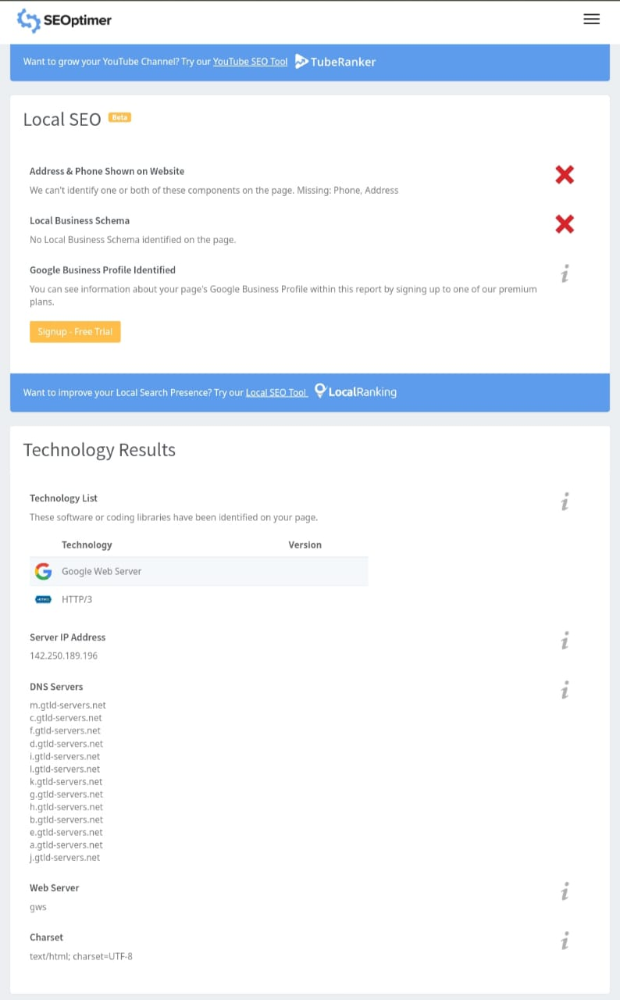 SEOptimer
Want to grow your YouTube Channel? Try our YouTube SEO Tool TubeRanker
Local SEO Beta
Address & Phone Shown on Website
We can't identify one or both of these components on the page. Missing: Phone, Address
Local Business Schema
No Local Business Schema identified on the page.
Google Business Profile Identified
You can see information about your page's Google Business Profile within this report by signing up to one of our premium
plans.
Signup - Free Trial
Want to improve your Local Search Presence? Try our Local SEO Tool LocalRanking
Technology Results
Technology List
These software or coding libraries have been identified on your page.
Technology Version
Google Web Server
HTTP/3
Server IP Address
142.250.189.196
DNS Servers
m.gtld-servers.net
c.gtld-servers.net
f.gtld-servers.net
d.gtld-servers.net
i.gtld-servers.net
l.gtld-servers.net
k.gtld-servers.net
g.gtld-servers.net
h.gtld-servers.net
b.gtld-servers.net
e.gtld-servers.net
a.gtld-servers.net
j.gtld-servers.net
Web Server
gws
Charset
text/html; charset=UTF-8